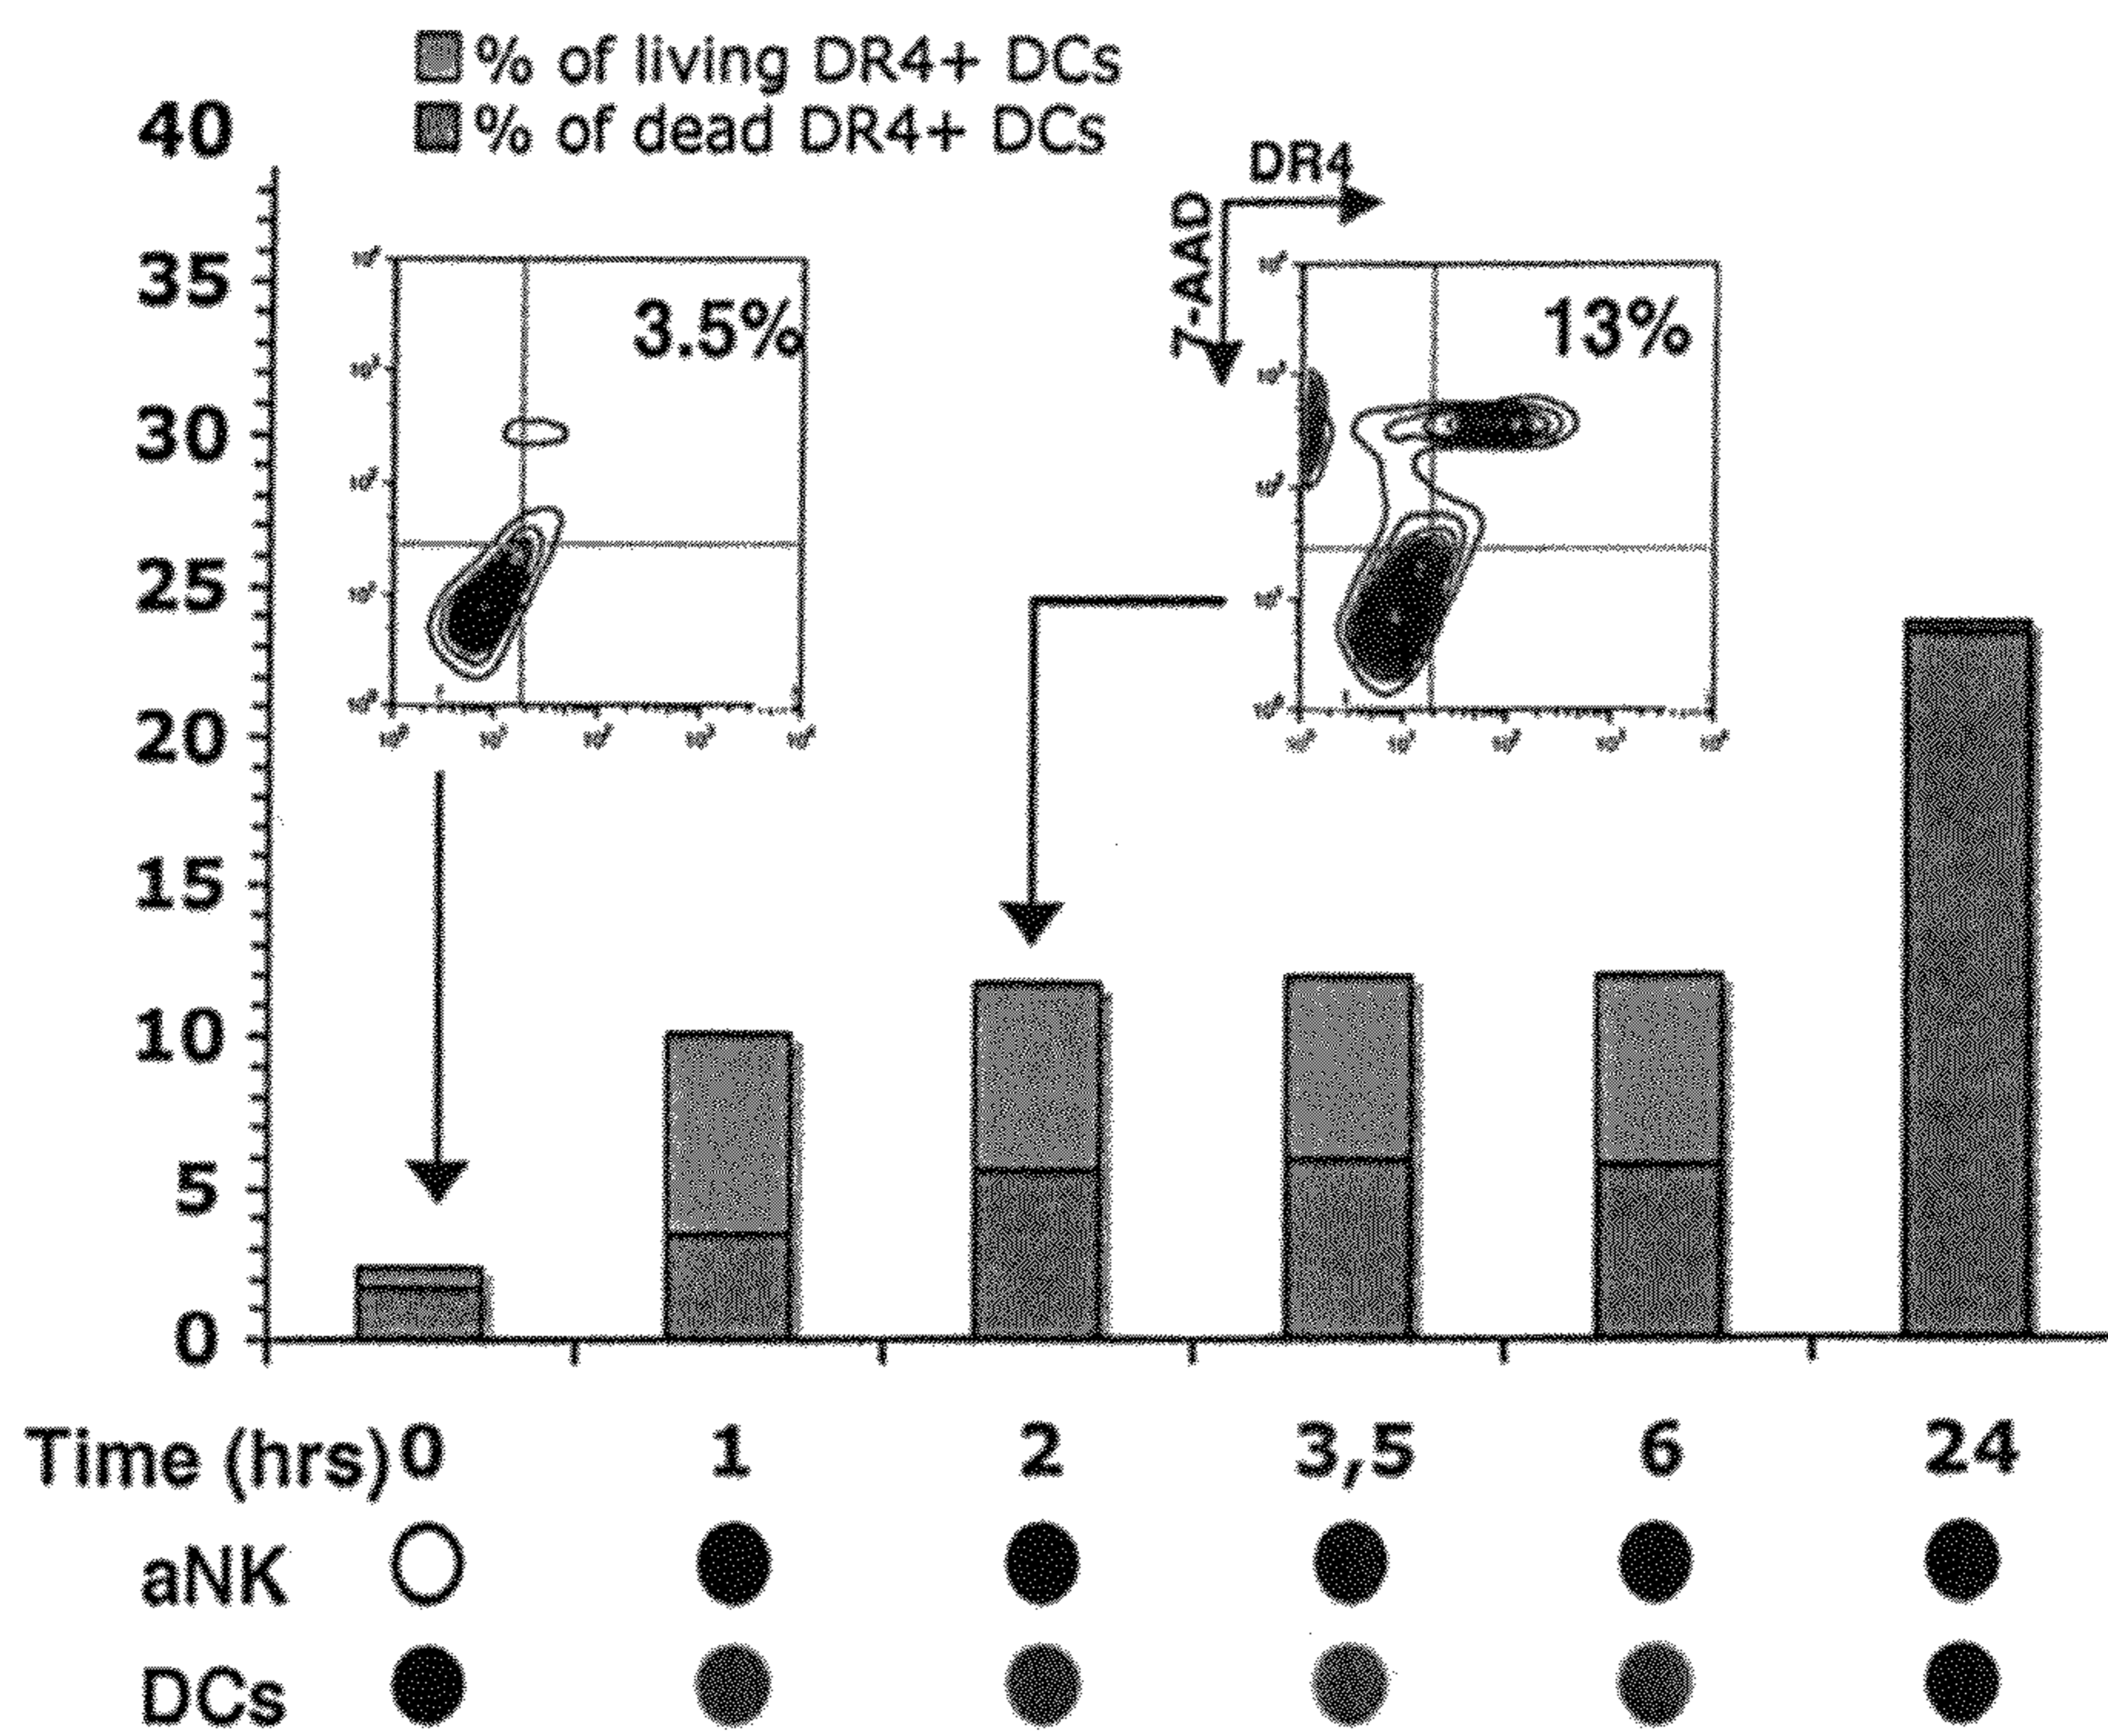 % of living DR4+ DCs
% of dead DR4+ DCs
40
35
30
25
20
15
10
5
0
3.5%
DR4
7-AAD
13%
Time (hrs) 0 1 2 3,5 6 24
aNK
DCs